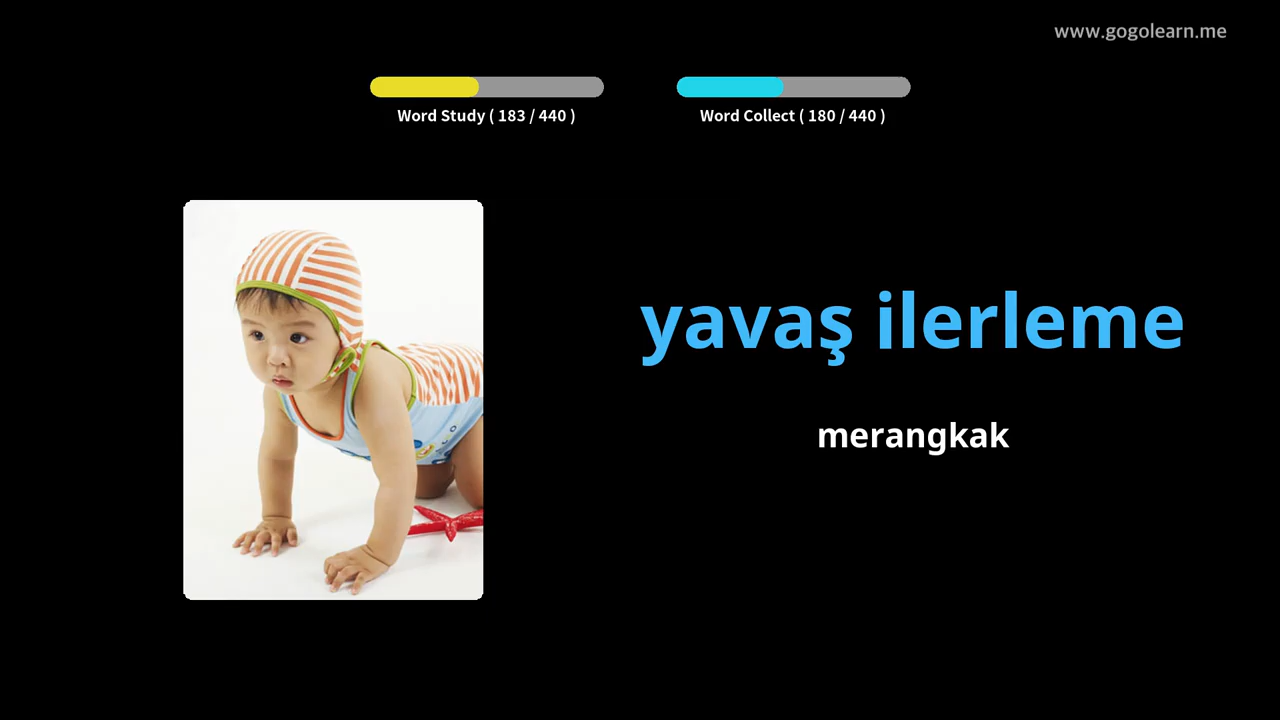 www.gogolearn.me
Word Study ( 183 / 440 )
Word Collect ( 180 / 440 )
yavaş ilerleme
merangkak